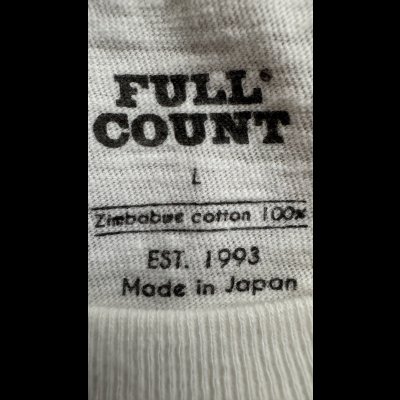 FULL®
COUNT
L
Zimbabwe cotton 100%
EST. 1993
Made in Japan